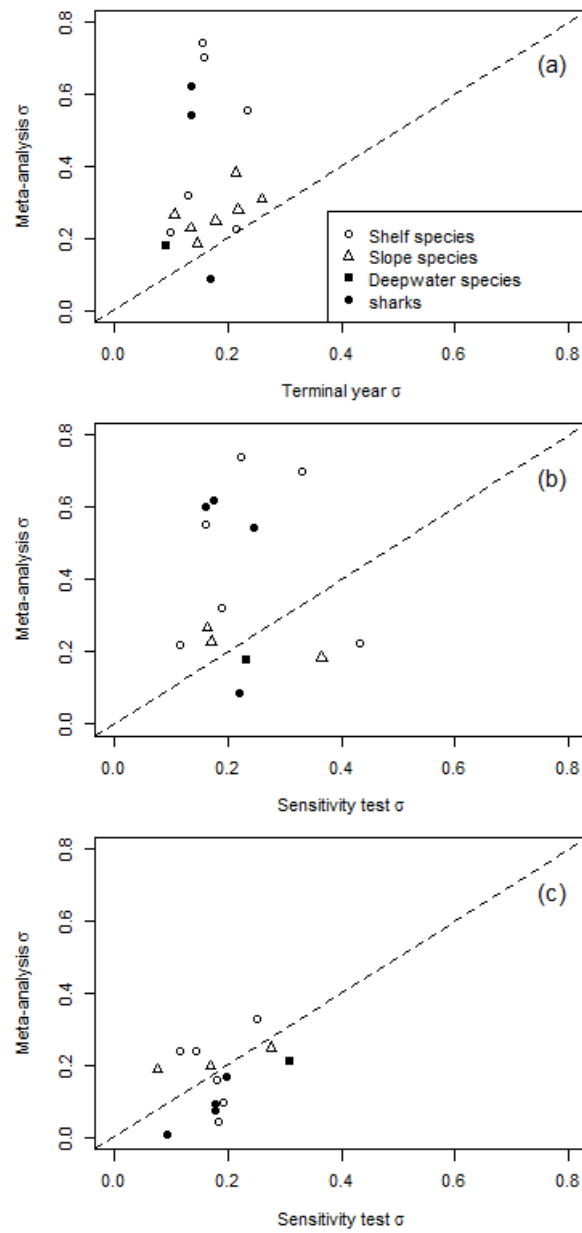 (a)
Meta-analysis σ
0.0 0.2 0.4 0.6 0.8
Shelf species
Slope species
Deepwater species
sharks
0.0 0.2 0.4 0.6 0.8
Terminal year σ
(b)
Meta-analysis σ
0.0 0.2 0.4 0.6 0.8
0.0 0.2 0.4 0.6 0.8
Sensitivity test σ
(c)
Meta-analysis σ
0.0 0.2 0.4 0.6 0.8
0.0 0.2 0.4 0.6 0.8
Sensitivity test σ